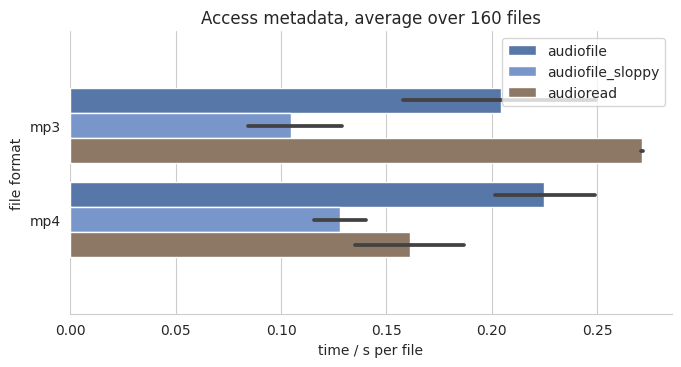 Access metadata, average over 160 files
audiofile
audiofile_sloppy
audioread
file format
mp3
mp4
0.00 0.05 0.10 0.15 0.20 0.25
time / s per file